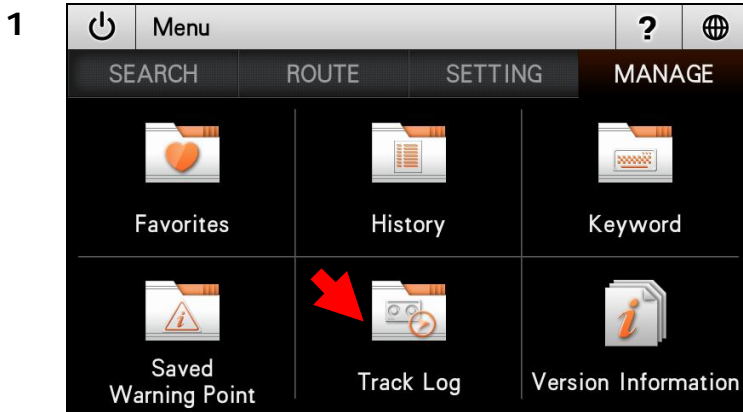 1
Menu ?
SEARCH ROUTE SETTING MANAGE
Favorites History Keyword
Saved
Warning Point
Track Log
Version Information